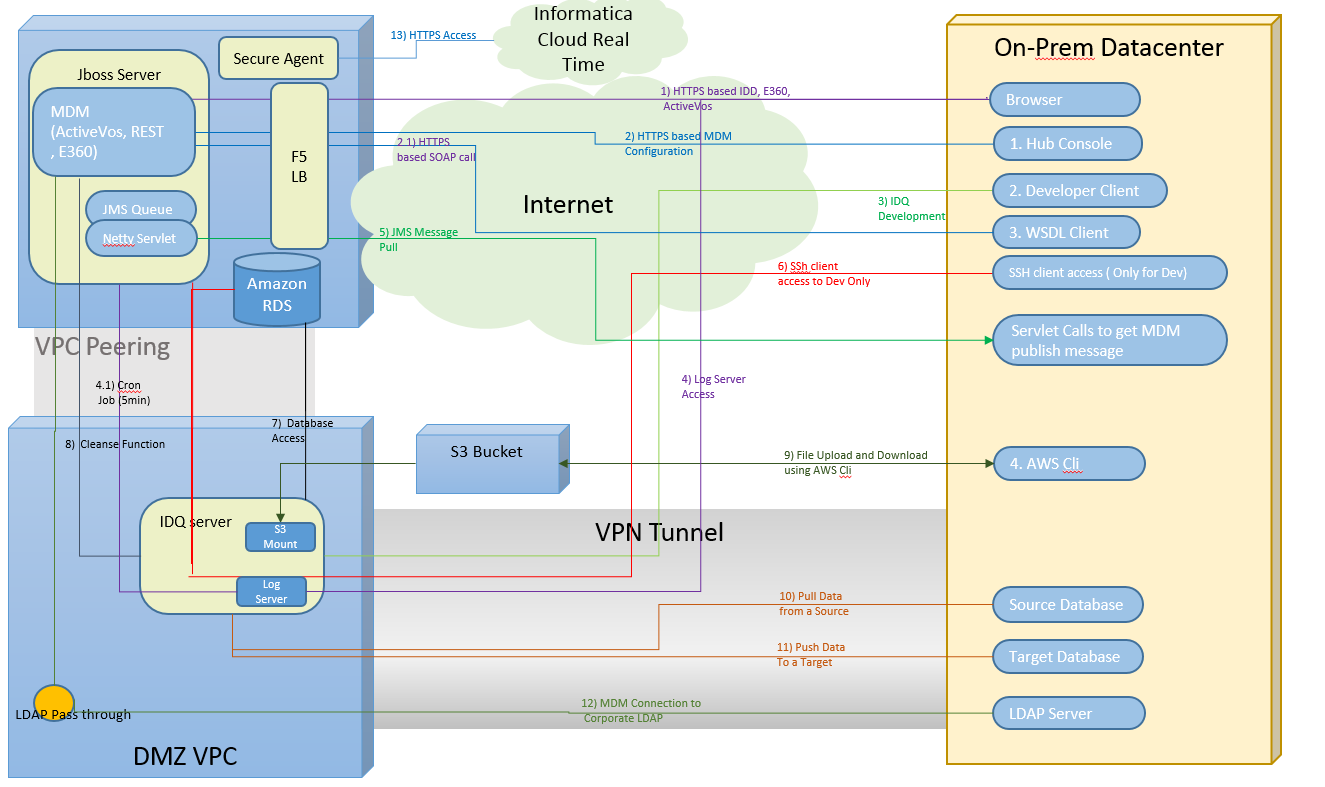 Informatica
Cloud Real
Time
13) HTTPS Access
On-Prem Datacenter
Secure Agent
Jboss Server
MDM
(ActiveVos, REST
, E360)
F5
LB
1) HTTPS based IDD, E360,
ActiveVos
Browser
2.1) HTTPS
based SOAP call
2) HTTPS based MDM
Configuration
1. Hub Console
Internet
2. Developer Client
3) IDQ
Development
JMS Queue
Netty Servlet
5) JMS Message
Pull
3. WSDL Client
6) SSh client
access to Dev Only
SSH client access ( Only for Dev)
Amazon
RDS
Servlet Calls to get MDM
publish message
VPC Peering
4.1) Cron
Job (5min)
4) Log Server
Access
7) Database
Access
8) Cleanse Function
S3 Bucket
9) File Upload and Download
using AWS Cli
4. AWS Cli
IDQ server
S3
Mount
VPN Tunnel
Log
Server
10) Pull Data
from a Source
Source Database
11) Push Data
To a Target
Target Database
LDAP Pass through
12) MDM Connection to
Corporate LDAP
LDAP Server
DMZ VPC